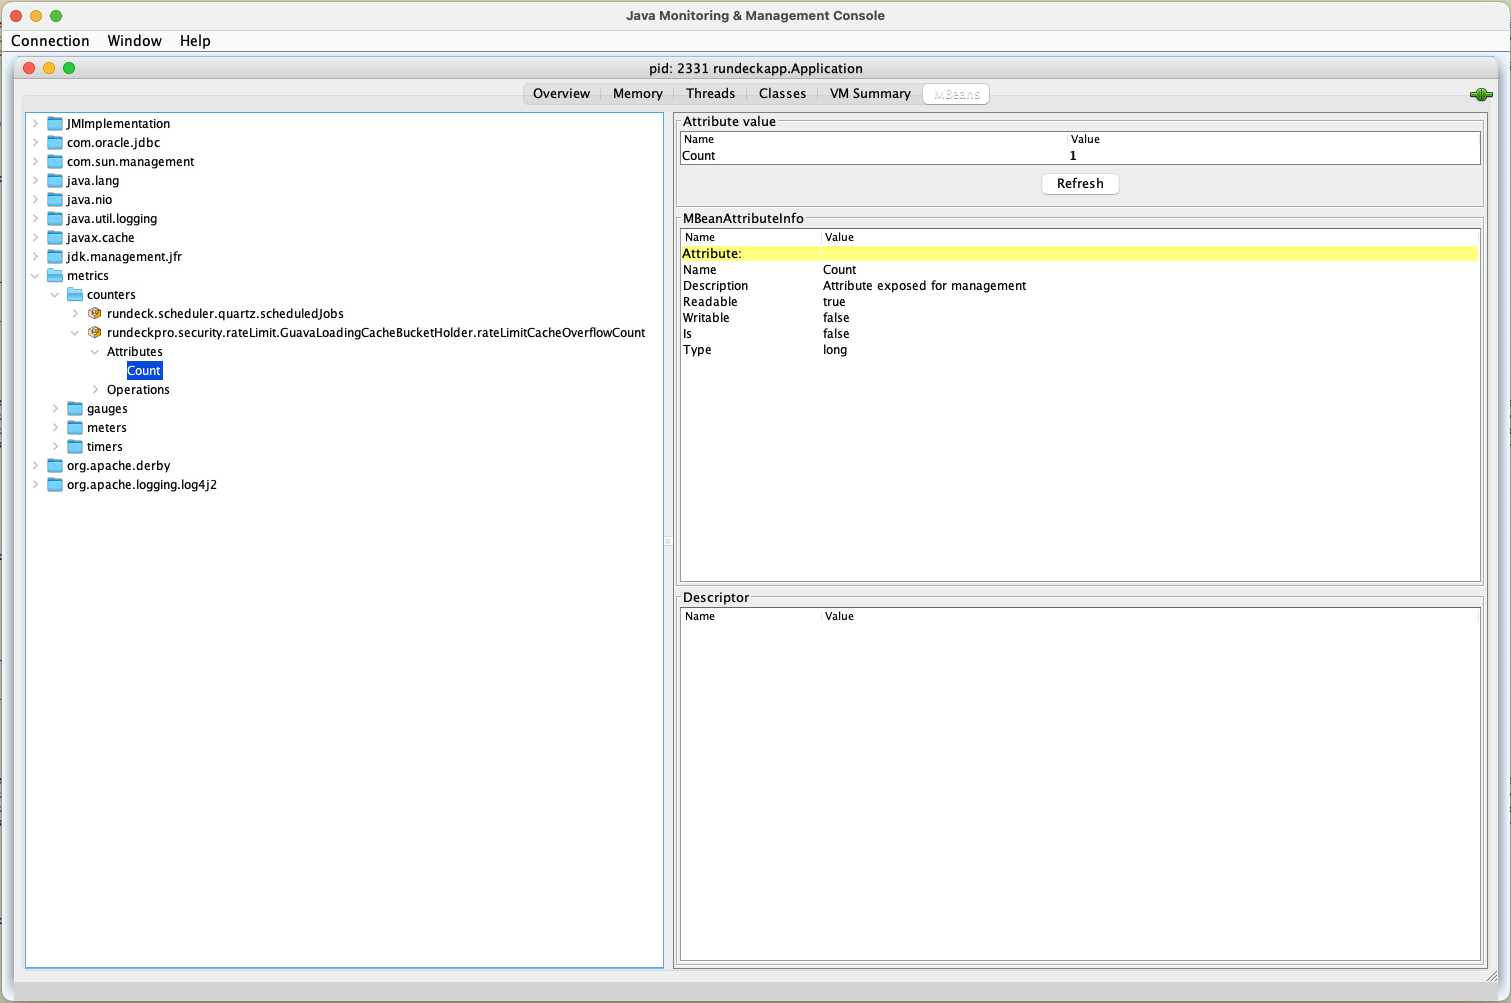 Java Monitoring & Management Console
Connection Window Help
pid: 2331 rundeckapp.Application
Overview Memory Threads Classes VM Summary MBeans
JMImplementation
com.oracle.jdbc
com.sun.management
java.lang
java.nio
java.util.logging
javax.cache
jdk.management.jfr
metrics
counters
rundeck.scheduler.quartz.scheduledJobs
rundeckpro.security.rateLimit.GuavaLoadingCacheBucketHolder.rateLimitCacheOverflowCount
Attributes
Count
Operations
gauges
meters
timers
org.apache.derby
org.apache.logging.log4j2
Attribute value
Name Value
Count 1
Refresh
MBeanAttributeInfo
Name Value
Attribute:
Name Count
Description Attribute exposed for management
Readable true
Writable false
Is false
Type long
Descriptor
Name Value